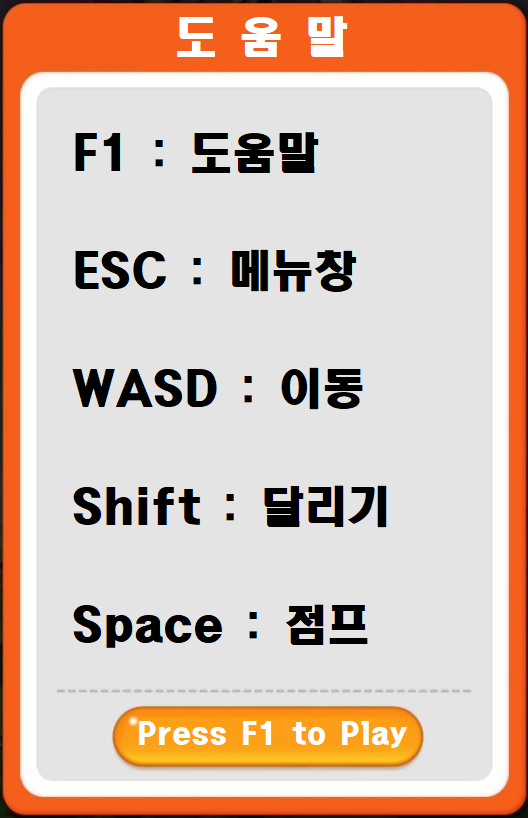 도 움 말
F1 : 도움말
ESC : 메뉴창
WASD : 이동
Shift : 달리기
Space : 점프
Press F1 to Play